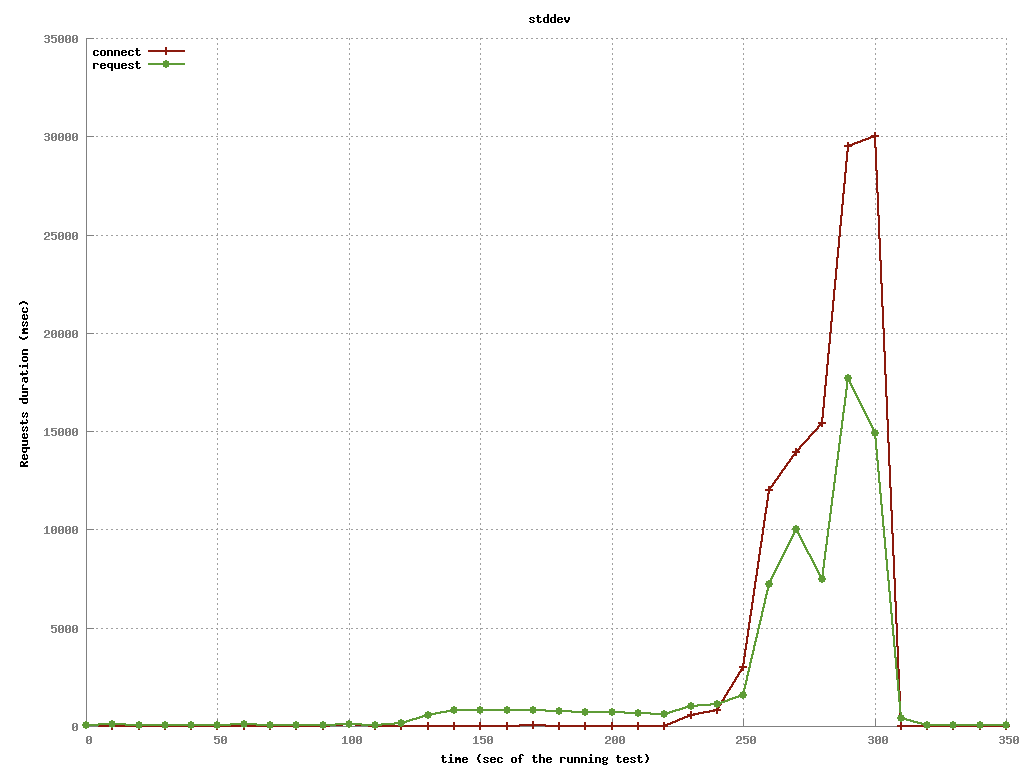 stddev
35000
connect
request
30000
25000
20000
Requests duration (msec)
15000
10000
5000
0
0 50 100 150 200 250 300 350
time (sec of the running test)